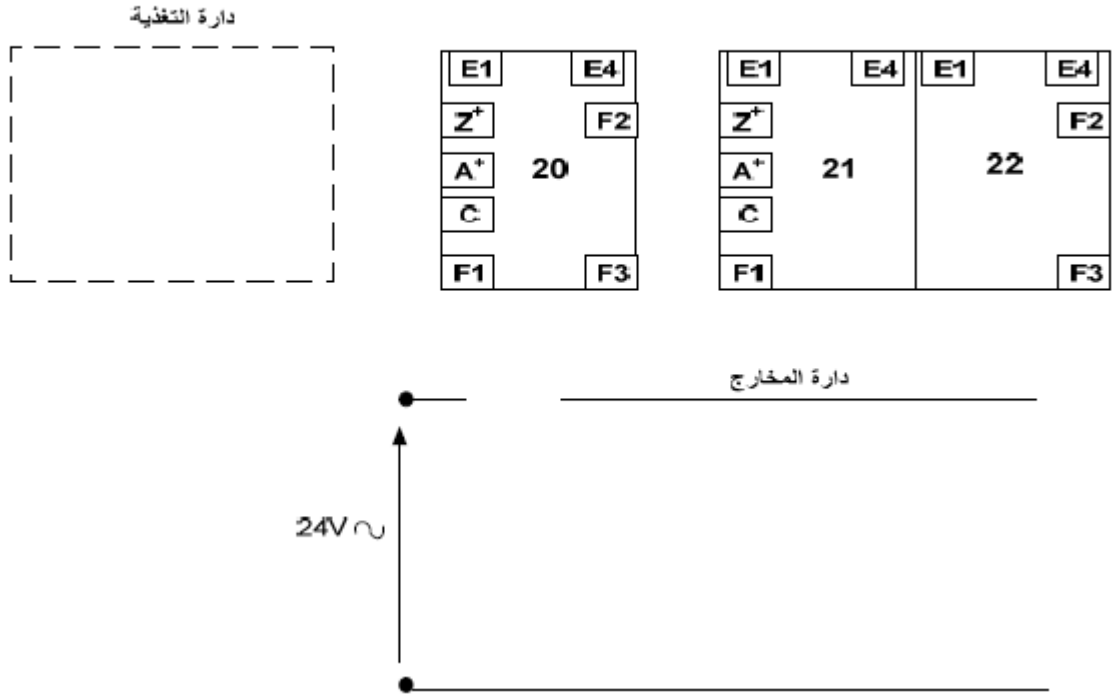 دارة التغذية
E1 E4 E1 E4 E1 E4
Z+ F2 Z+ F2
A+ 20 A+ 21 22
C C
F1 F3 F1 F3
دارة المخارج
24V ∿